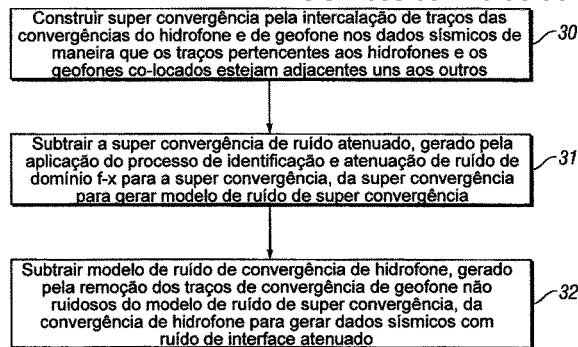 Construir super convergência pela intercalação de traços das
convergências do hidrofone e de geofone nos dados sísmicos de
maneira que os traços pertencentes aos hidrofones e os
geofones co-locados estejam adjacentes uns aos outros
30
Subtrair a super convergência de ruído atenuado, gerado pela
aplicação do processo de identificação e atenuação de ruído de
domínio f-x para a super convergência, da super convergência
para gerar modelo de ruído de super convergência
31
Subtrair modelo de ruído de convergência de hidrofone, gerado
pela remoção dos traços de convergência de geofone não
ruidosos do modelo de ruído de super convergência, da
convergência de hidrofone para gerar dados sísmicos com
ruído de interface atenuado
32